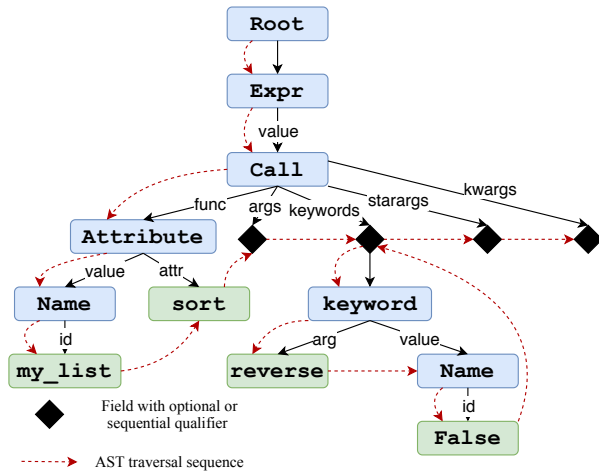 Root
Expr
value
Call
func
args
keywords
starargs
kwargs
Attribute
value
attr
Name
sort
keyword
id
arg
value
my_list
reverse
Name
id
False
Field with optional or
sequential qualifier
AST traversal sequence